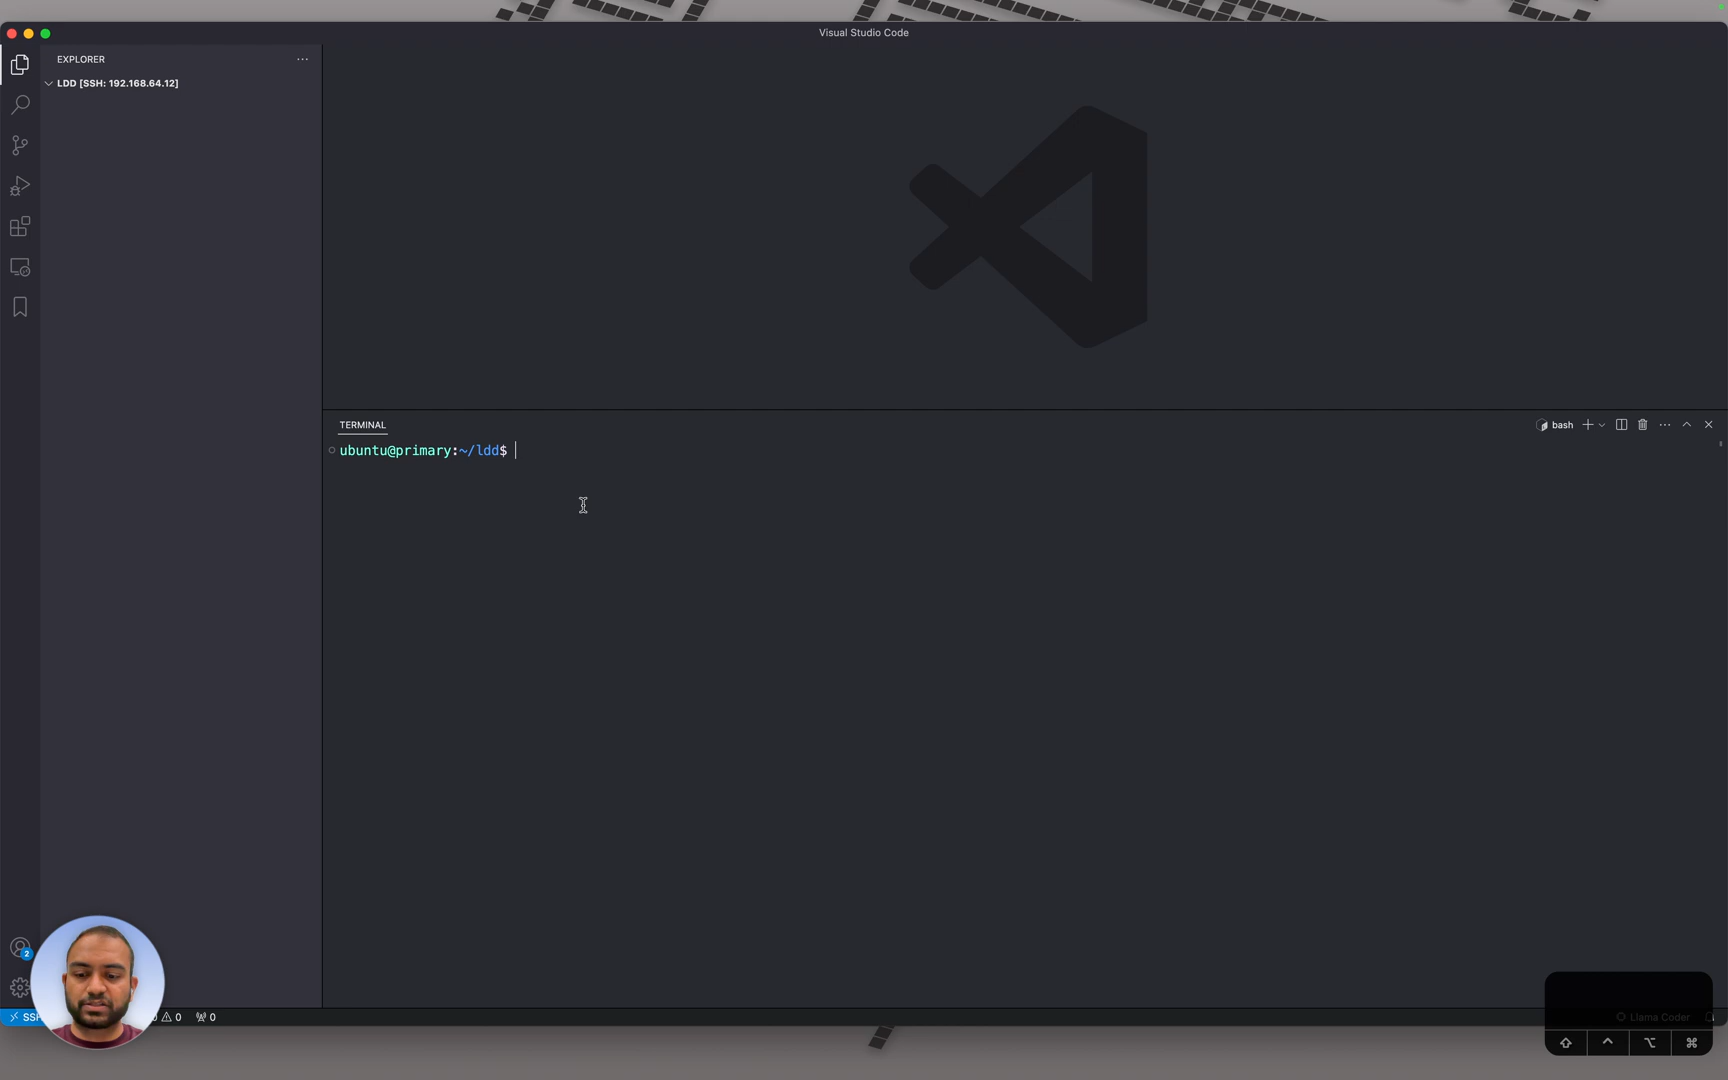 Visual Studio Code
EXPLORER
LDD [SSH: 192.168.64.12]
TERMINAL
bash
ubuntu@primary:~/ldd$
2
SSH
0
0
Llama Coder